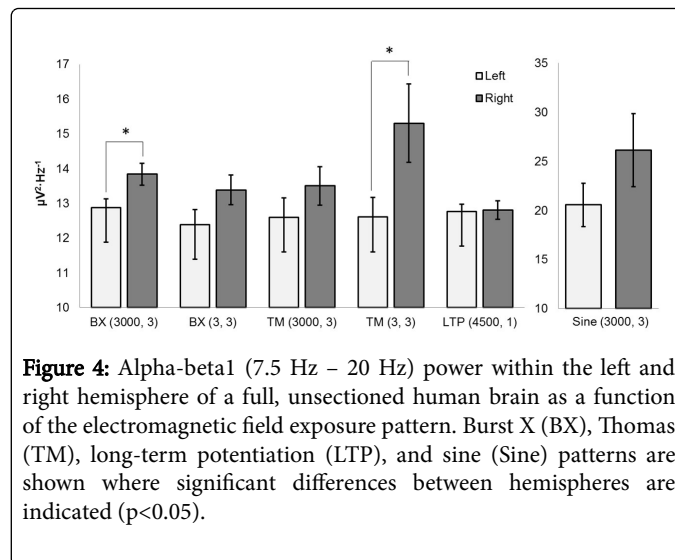 17
16
15
14
13
12
11
10
µV²·Hz⁻¹
*
*
Left
Right
35
30
25
20
15
10
BX (3000, 3) BX (3, 3) TM (3000, 3) TM (3, 3) LTP (4500, 1) Sine (3000, 3)
Figure 4: Alpha-beta1 (7.5 Hz – 20 Hz) power within the left and
right hemisphere of a full, unsectioned human brain as a function
of the electromagnetic field exposure pattern. Burst X (BX), Thomas
(TM), long-term potentiation (LTP), and sine (Sine) patterns are
shown where significant differences between hemispheres are
indicated (p<0.05).